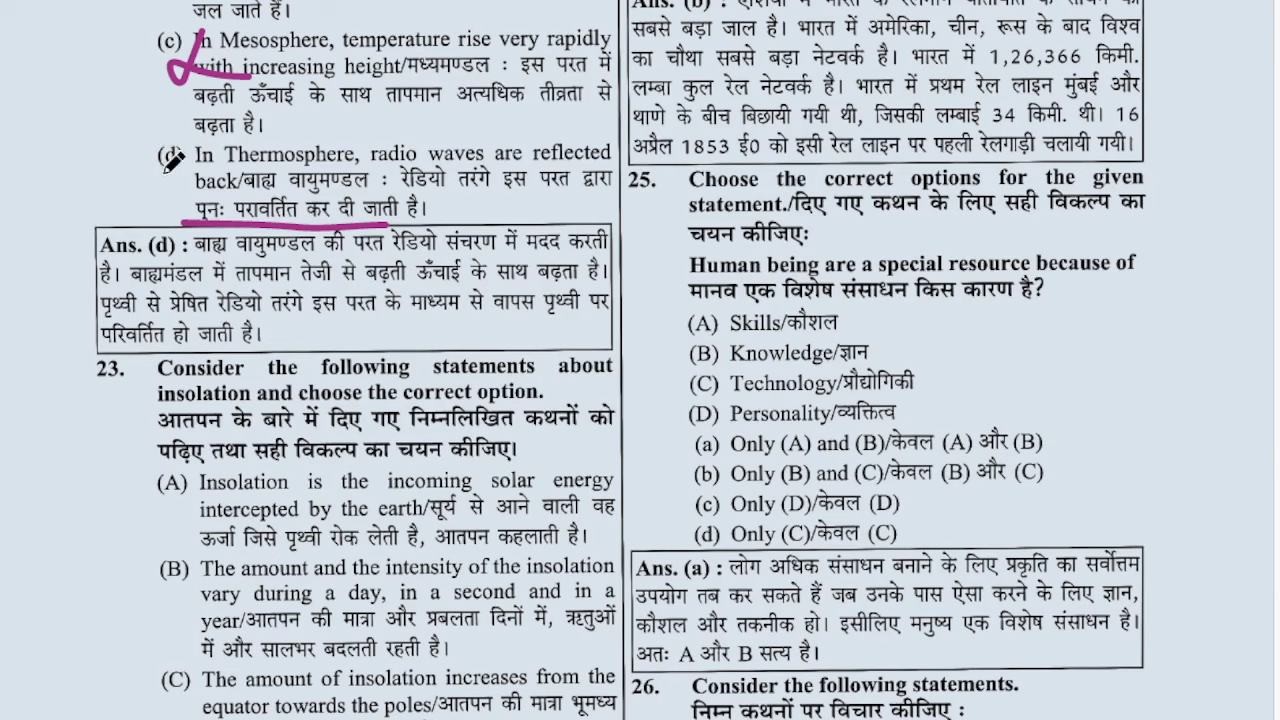 जल जाते हैं।
(c) In Mesosphere, temperature rise very rapidly
with increasing height/मध्यमण्डल : इस परत में
बढ़ती ऊँचाई के साथ तापमान अत्यधिक तीव्रता से
बढ़ता है।
(d) In Thermosphere, radio waves are reflected
back/बाह्य वायुमण्डल : रेडियो तरंगे इस परत द्वारा
पुनः परावर्तित कर दी जाती है।
Ans. (d) : बाह्य वायुमण्डल की परत रेडियो संचरण में मदद करती
है। बाह्यमंडल में तापमान तेजी से बढ़ती ऊँचाई के साथ बढ़ता है।
पृथ्वी से प्रेषित रेडियो तरंगे इस परत के माध्यम से वापस पृथ्वी पर
परिवर्तित हो जाती है।
23. Consider the following statements about
insolation and choose the correct option.
आतपन के बारे में दिए गए निम्नलिखित कथनों को
पढ़िए तथा सही विकल्प का चयन कीजिए।
(A) Insolation is the incoming solar energy
intercepted by the earth/सूर्य से आने वाली वह
ऊर्जा जिसे पृथ्वी रोक लेती है, आतपन कहलाती है।
(B) The amount and the intensity of the insolation
vary during a day, in a second and in a
year/आतपन की मात्रा और प्रबलता दिनों में, ऋतुओं
में और सालभर बदलती रहती है।
(C) The amount of insolation increases from the
equator towards the poles/आतपन की मात्रा भूमध्य
Ans. (b) : एशिया में भारत के रेलमार्ग यातायात के साधन का
सबसे बड़ा जाल है। भारत में अमेरिका, चीन, रूस के बाद विश्व
का चौथा सबसे बड़ा नेटवर्क है। भारत में 1,26,366 किमी.
लम्बा कुल रेल नेटवर्क है। भारत में प्रथम रेल लाइन मुंबई और
थाणे के बीच बिछायी गयी थी, जिसकी लम्बाई 34 किमी. थी। 16
अप्रैल 1853 ई0 को इसी रेल लाइन पर पहली रेलगाड़ी चलायी गयी।
25. Choose the correct options for the given
statement./दिए गए कथन के लिए सही विकल्प का
चयन कीजिएः
Human being are a special resource because of
मानव एक विशेष संसाधन किस कारण है?
(A) Skills/कौशल
(B) Knowledge/ज्ञान
(C) Technology/प्रौद्योगिकी
(D) Personality/व्यक्तित्व
(a) Only (A) and (B)/केवल (A) और (B)
(b) Only (B) and (C)/केवल (B) और (C)
(c) Only (D)/केवल (D)
(d) Only (C)/केवल (C)
Ans. (a) : लोग अधिक संसाधन बनाने के लिए प्रकृति का सर्वोत्तम
उपयोग तब कर सकते हैं जब उनके पास ऐसा करने के लिए ज्ञान,
कौशल और तकनीक हो। इसीलिए मनुष्य एक विशेष संसाधन है।
अतः A और B सत्य है।
26. Consider the following statements.
निम्न कथनों पर विचार कीजिए :